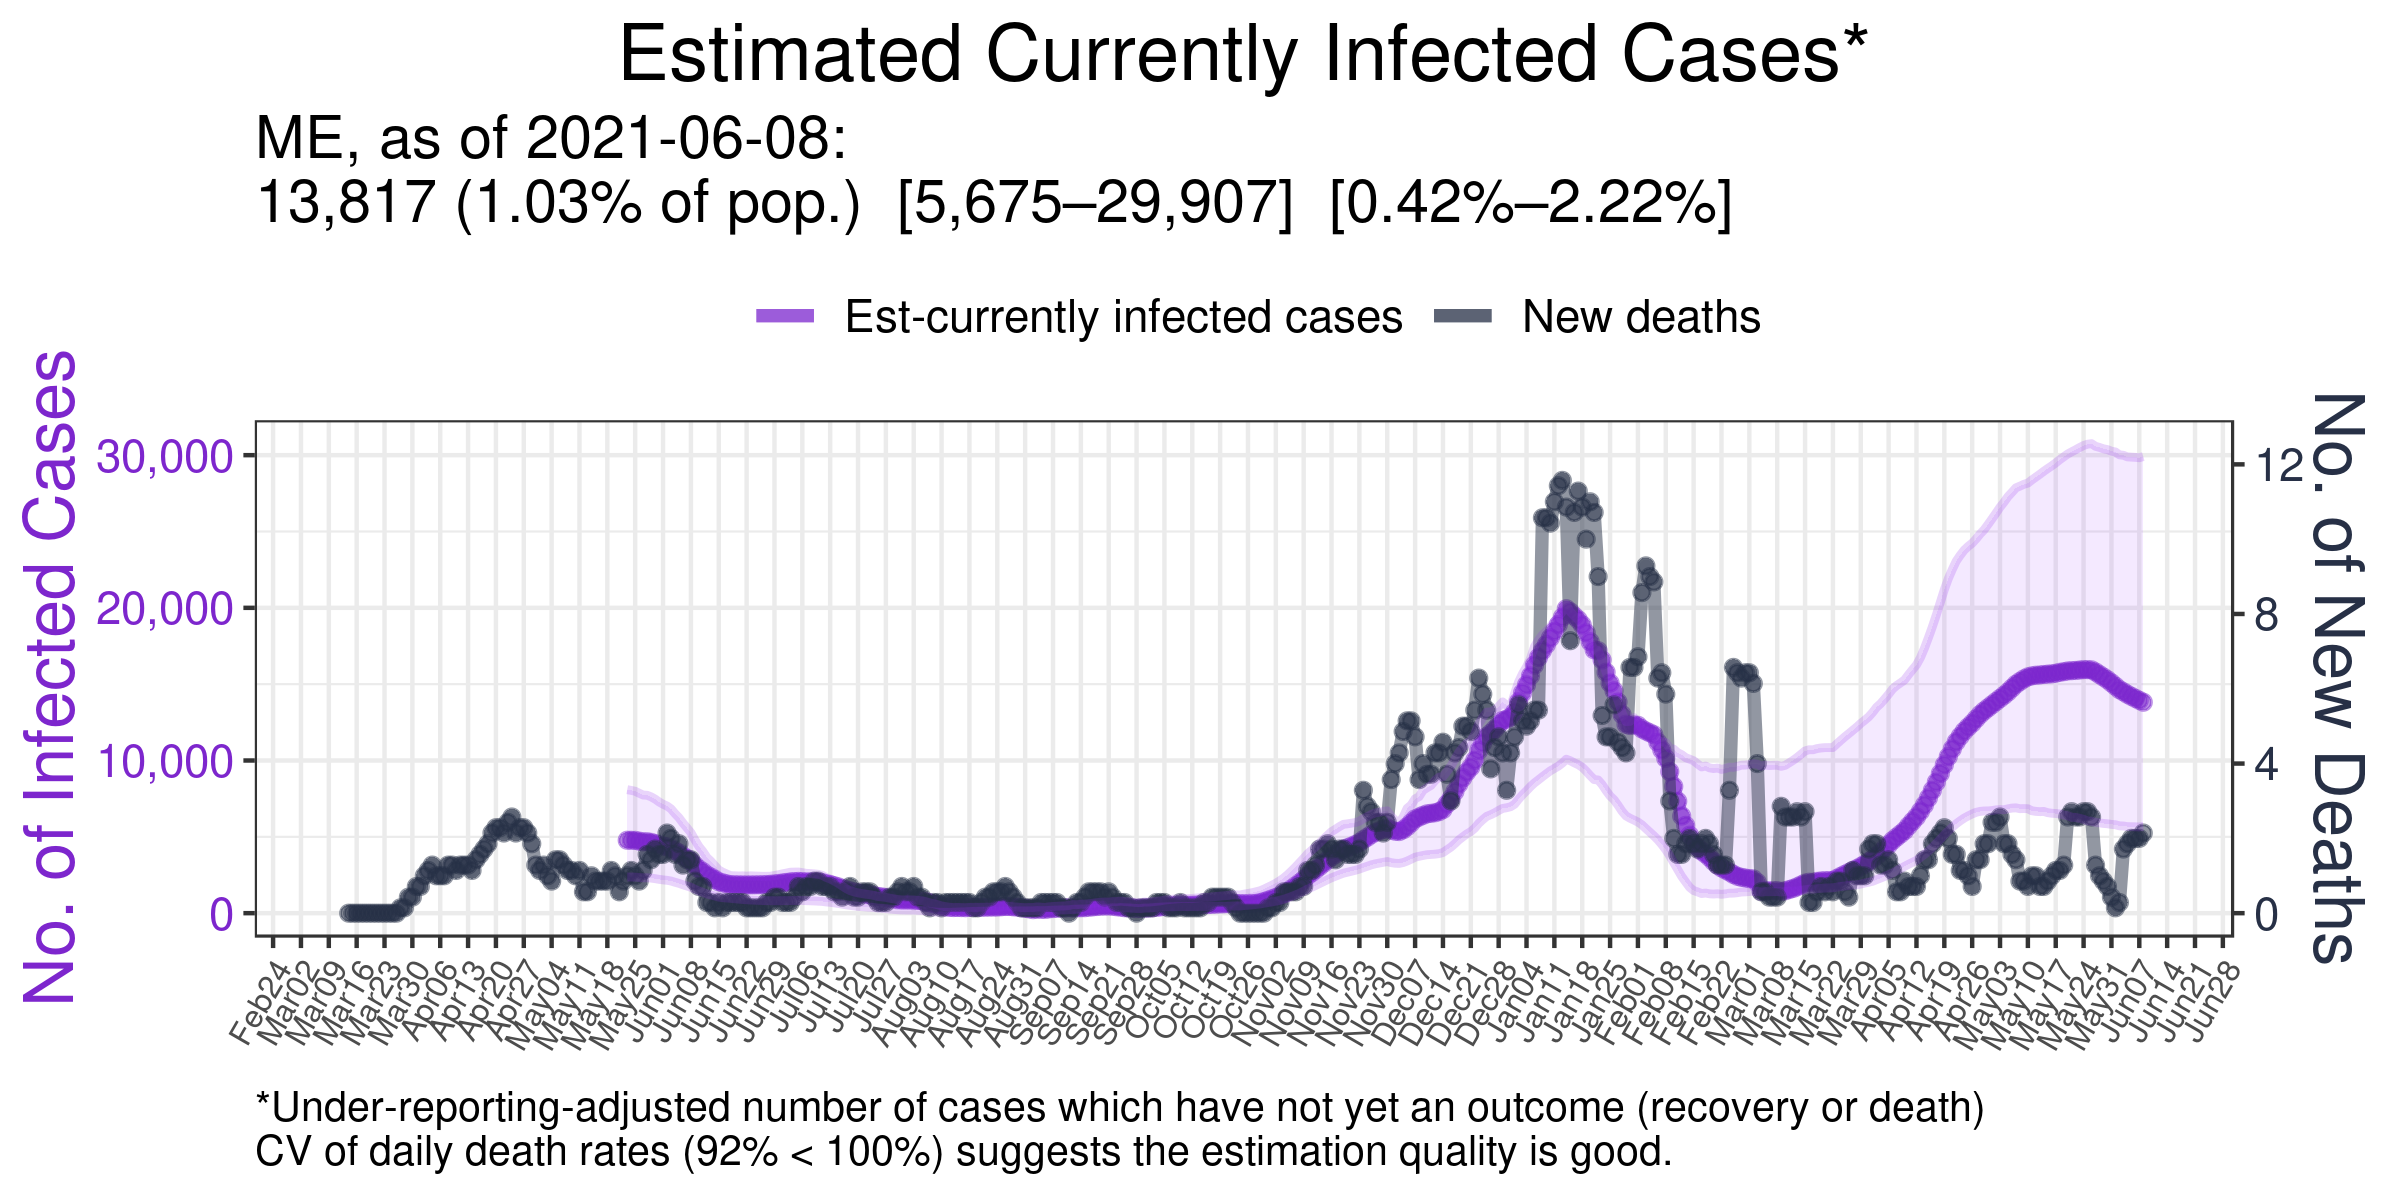 Estimated Currently Infected Cases*
ME, as of 2021-06-08:
13,817 (1.03% of pop.)  [5,675–29,907]  [0.42%–2.22%]
Est-currently infected cases
New deaths
No. of Infected Cases
30,000
20,000
10,000
0
12
8
4
0
No. of New Deaths
Feb24
Mar02
Mar09
Mar16
Mar23
Mar30
Apr06
Apr13
Apr20
Apr27
May04
May11
May18
May25
Jun01
Jun08
Jun15
Jun22
Jun29
Jul06
Jul13
Jul20
Jul27
Aug03
Aug10
Aug17
Aug24
Aug31
Sep07
Sep14
Sep21
Sep28
Oct05
Oct12
Oct19
Oct26
Nov02
Nov09
Nov16
Nov23
Nov30
Dec07
Dec14
Dec21
Dec28
Jan04
Jan11
Jan18
Jan25
Feb01
Feb08
Feb15
Feb22
Mar01
Mar08
Mar15
Mar22
Mar29
Apr05
Apr12
Apr19
Apr26
May03
May10
May17
May24
May31
Jun07
Jun14
Jun21
Jun28
*Under-reporting-adjusted number of cases which have not yet an outcome (recovery or death)
CV of daily death rates (92% < 100%) suggests the estimation quality is good.